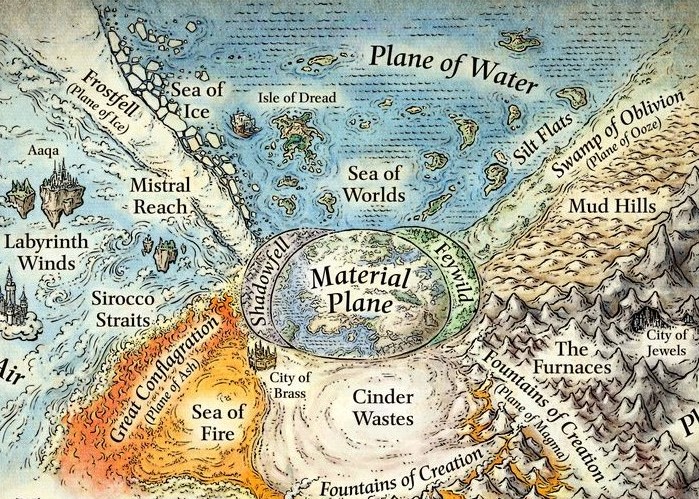 Plane of Water
Frostfell
(Plane of Ice)
Sea of
Ice
Isle of Dread
Silt Flats
Swamp of Oblivion
(Plane of Ooze)
Aaqa
Mistral
Reach
Sea of
Worlds
Mud Hills
Labyrinth
Winds
Shadowfell
Material
Plane
Feywild
Sirocco
Straits
City of
Jewels
The
Furnaces
Air
Great Conflagration
(Plane of Ash)
City of
Brass
Sea of
Fire
Cinder
Wastes
Fountains of Creation
(Plane of Magma)
Fountains of Creation